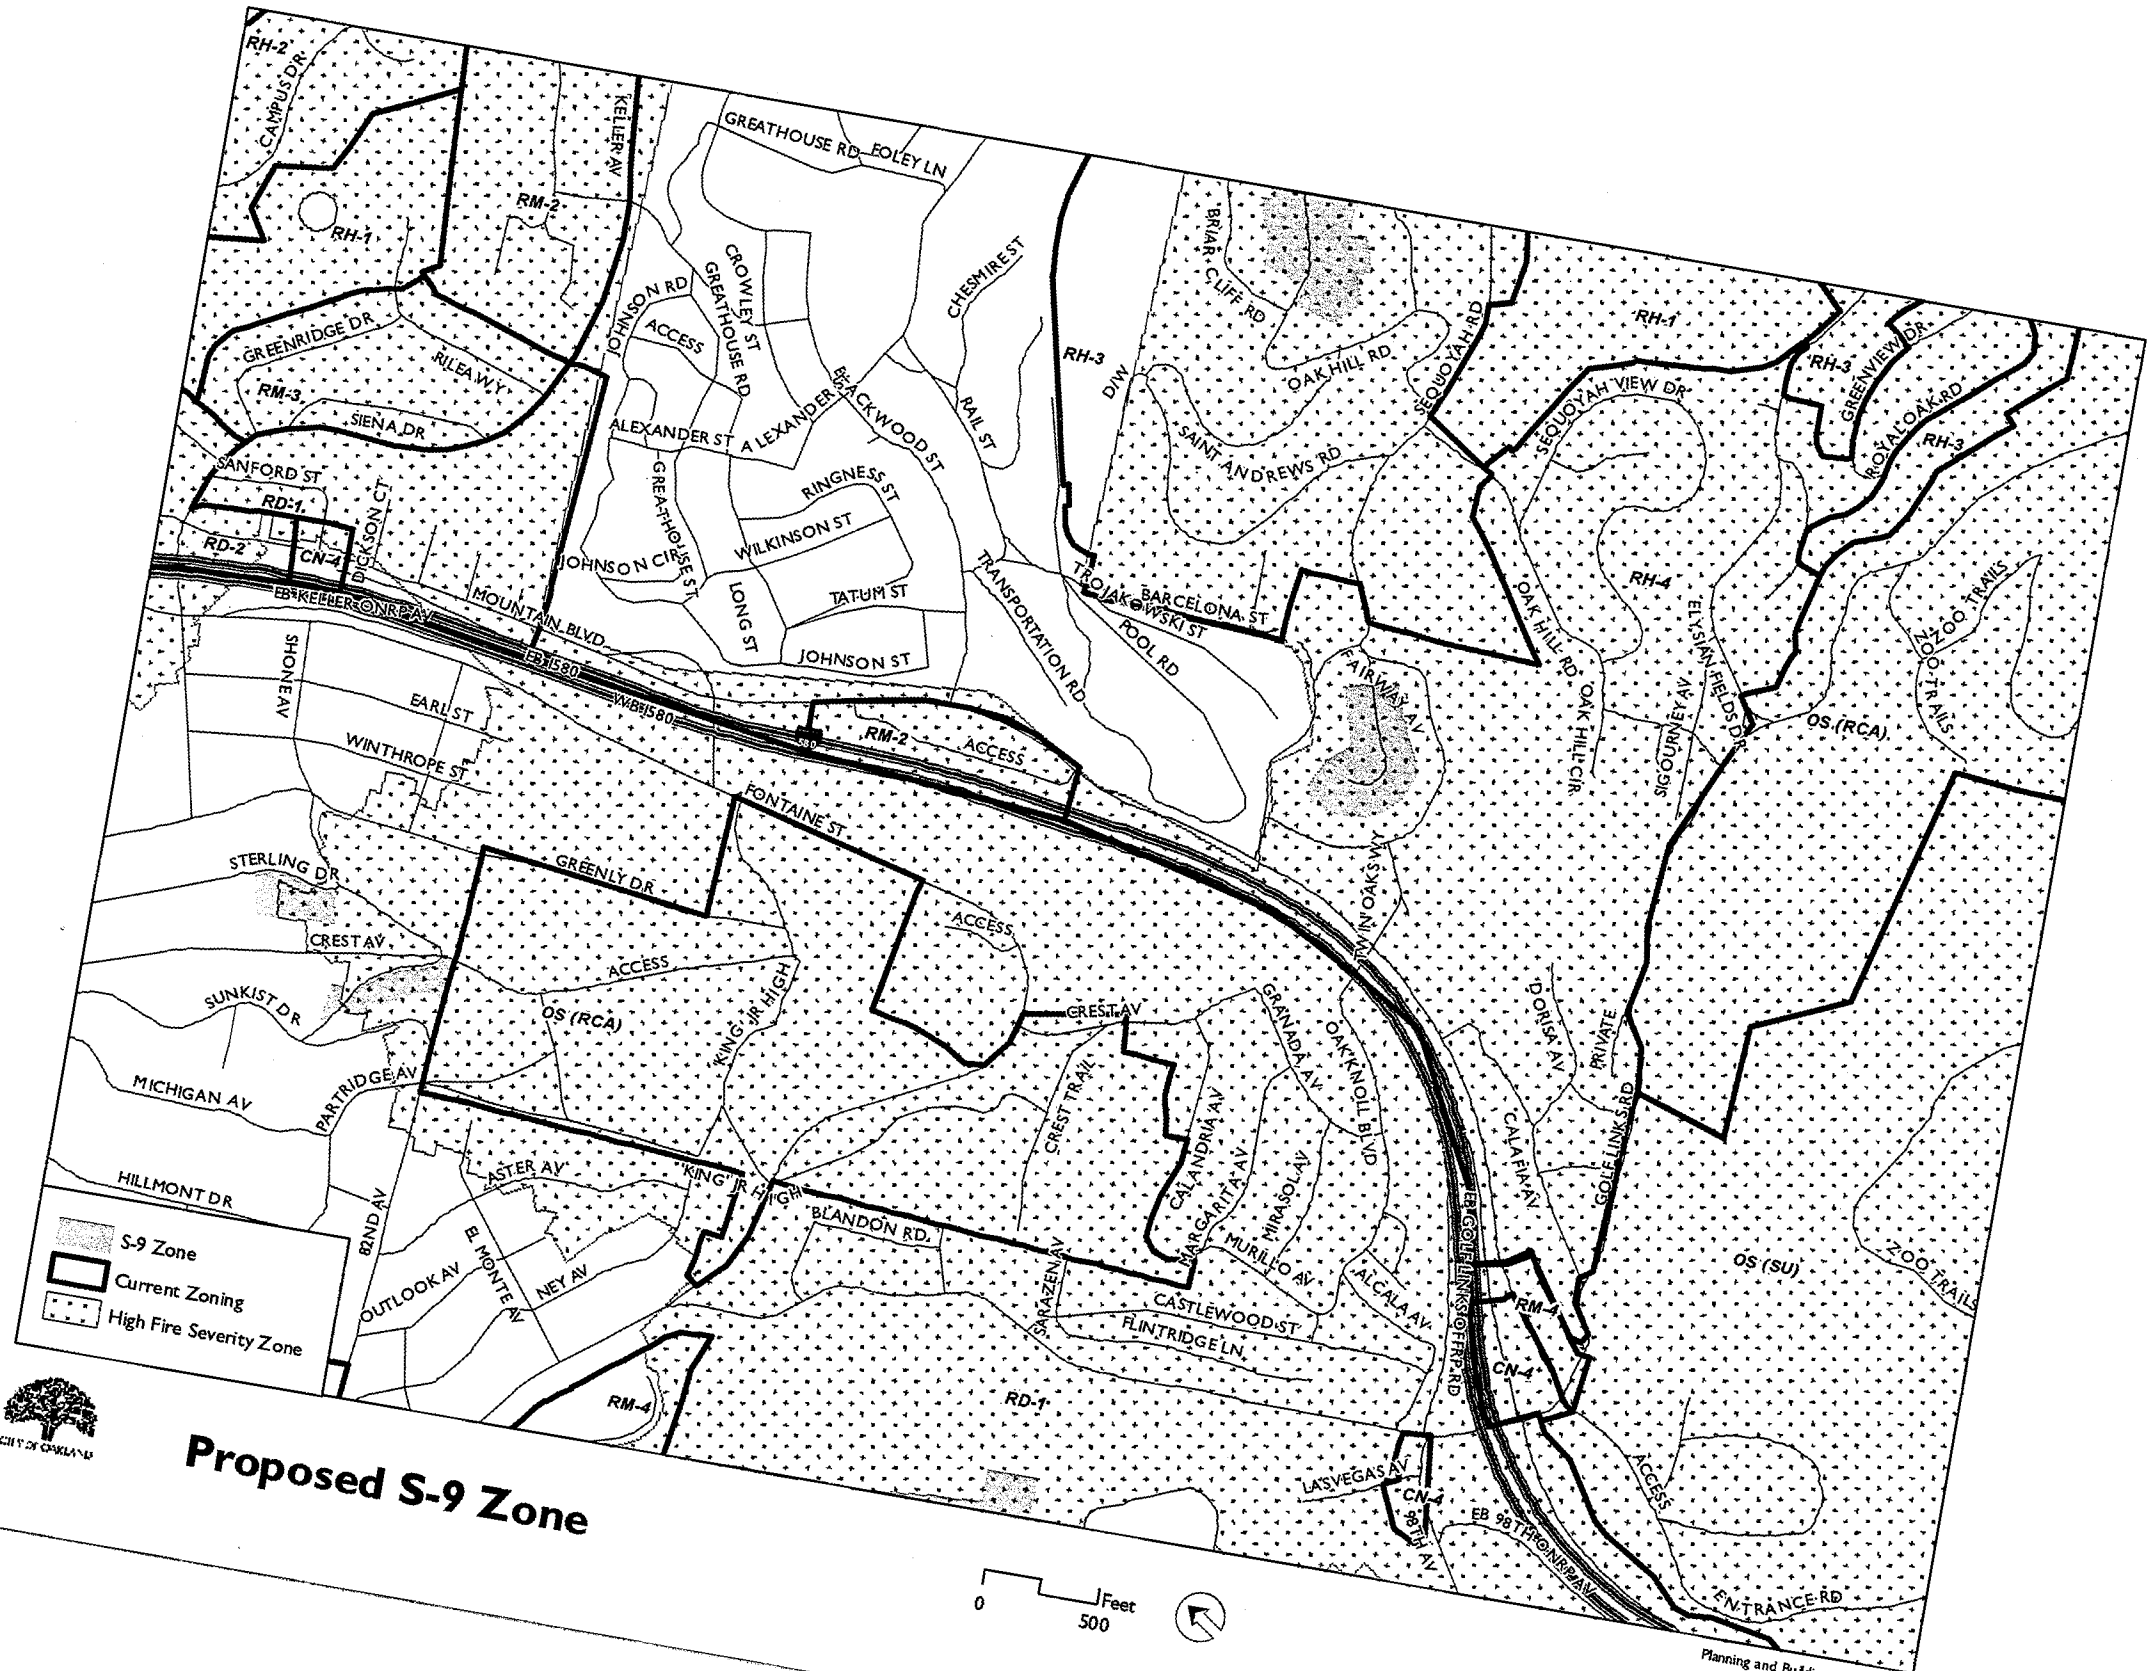 RH-2
CAMPUS DR
KELLER AV
GREATHOUSE RD
FOLEY LN
RM-2
RH-1
BRIAR CLIFF RD
CROWLEY ST
GREATHOUSE RD
CHESMIRE ST
JOHNSON RD
ACCESS
RH-3
D/W
OAK HILL RD
SEQUOYAH RD
RH-1
RH-3
GREENVIEW DR
GREENRIDGE DR
RILEA WY
RM-3
SIENA DR
BLACKWOOD ST
RAIL ST
SEQUOYAH VIEW DR
ROYAL OAK RD
RH-3
ALEXANDER ST
ALEXANDER ST
SAINT ANDREWS RD
SANFORD ST
RD-1
DICKSON CT
GREATHOUSE ST
RINGNESS ST
WILKINSON ST
RD-2
CN-4
JOHNSON CIR
TRANSPORTATION RD
TROJAKOWSKI ST
BARCELONA ST
OAK HILL RD
RH-4
ZOO TRAILS
ZOO TRAILS
EB KELLER ONRP AV
MOUNTAIN BLVD
LONG ST
TATUM ST
POOL RD
ELYSIAN FIELDS DR
SHONE AV
EB I580
JOHNSON ST
FAIRWAY AV
OAK HILL CIR
SIGOURNEY AV
OS (RCA)
EARL ST
WB I580
580
RM-2
ACCESS
WINTHROPE ST
FONTAINE ST
STERLING DR
GREENLY DR
TWIN OAKS WY
CREST AV
ACCESS
ACCESS
SUNKIST DR
OS (RCA)
KING JR HIGH
CREST AV
GRANADA AV
OAK KNOLL BLVD
DORISA AV
PRIVATE
MICHIGAN AV
PARTRIDGE AV
CREST TRAIL
CALANDRIA AV
CALAFIA AV
GOLF LINKS RD
HILLMONT DR
ASTER AV
KING JR HIGH
MARGARITA AV
MIRASOL AV
82ND AV
EL MONTE AV
BLANDON RD
SARAZEN AV
MURILLO AV
EB GOLF LINKS OFFRP RD
OS (SU)
ZOO TRAILS
OUTLOOK AV
NEY AV
CASTLEWOOD ST
FLINTRIDGE LN
ALCALA AV
RM-4
CN-4
RM-4
RD-1
LAS VEGAS AV
CN-4
98TH AV
EB 98TH ONRP AV
ACCESS
ENTRANCE RD
S-9 Zone
Current Zoning
High Fire Severity Zone
CITY OF OAKLAND
Proposed S-9 Zone
0
500
Feet